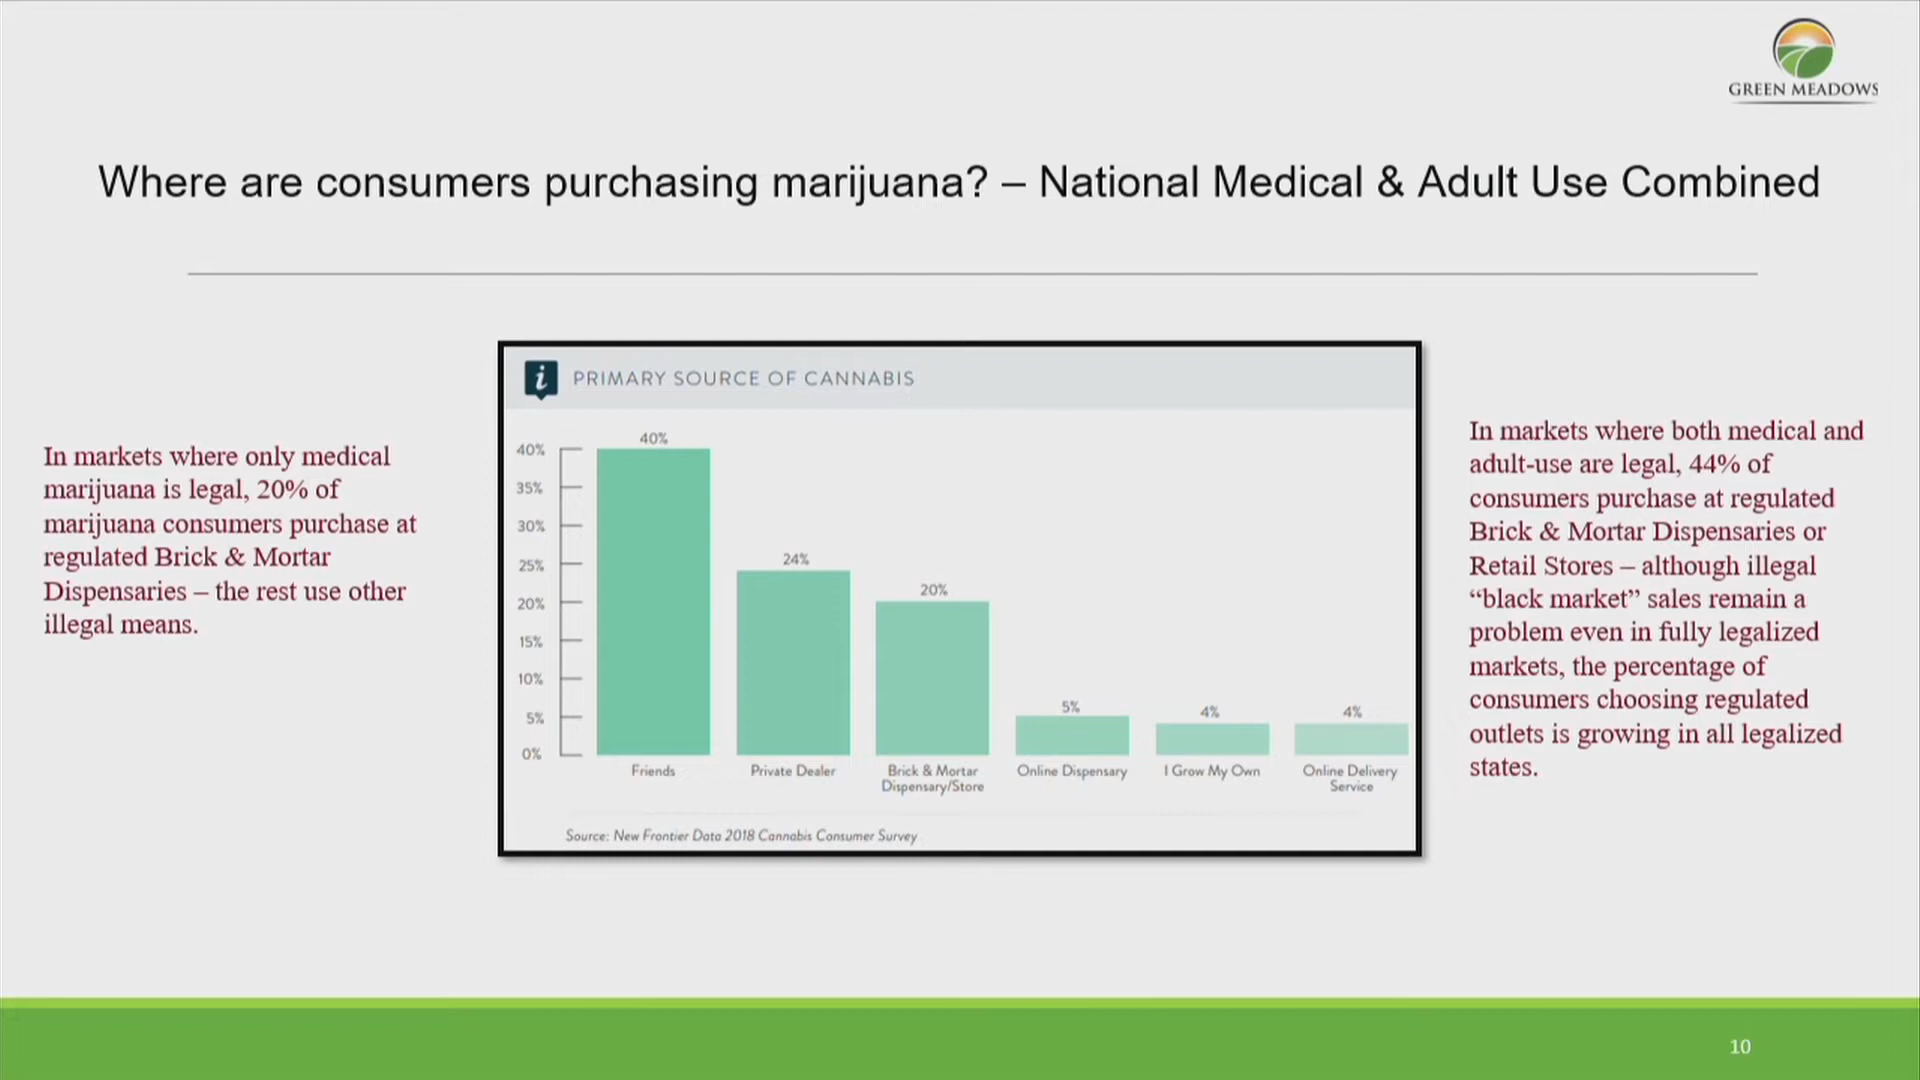 GREEN MEADOWS
Where are consumers purchasing marijuana? – National Medical & Adult Use Combined
In markets where only medical
marijuana is legal, 20% of
marijuana consumers purchase at
regulated Brick & Mortar
Dispensaries – the rest use other
illegal means.
i PRIMARY SOURCE OF CANNABIS
40%
35%
30%
25%
20%
15%
10%
5%
0%
40%
24%
20%
5%
4%
4%
Friends
Private Dealer
Brick & Mortar
Dispensary/Store
Online Dispensary
I Grow My Own
Online Delivery
Service
Source: New Frontier Data 2018 Cannabis Consumer Survey
In markets where both medical and
adult-use are legal, 44% of
consumers purchase at regulated
Brick & Mortar Dispensaries or
Retail Stores – although illegal
“black market” sales remain a
problem even in fully legalized
markets, the percentage of
consumers choosing regulated
outlets is growing in all legalized
states.
10